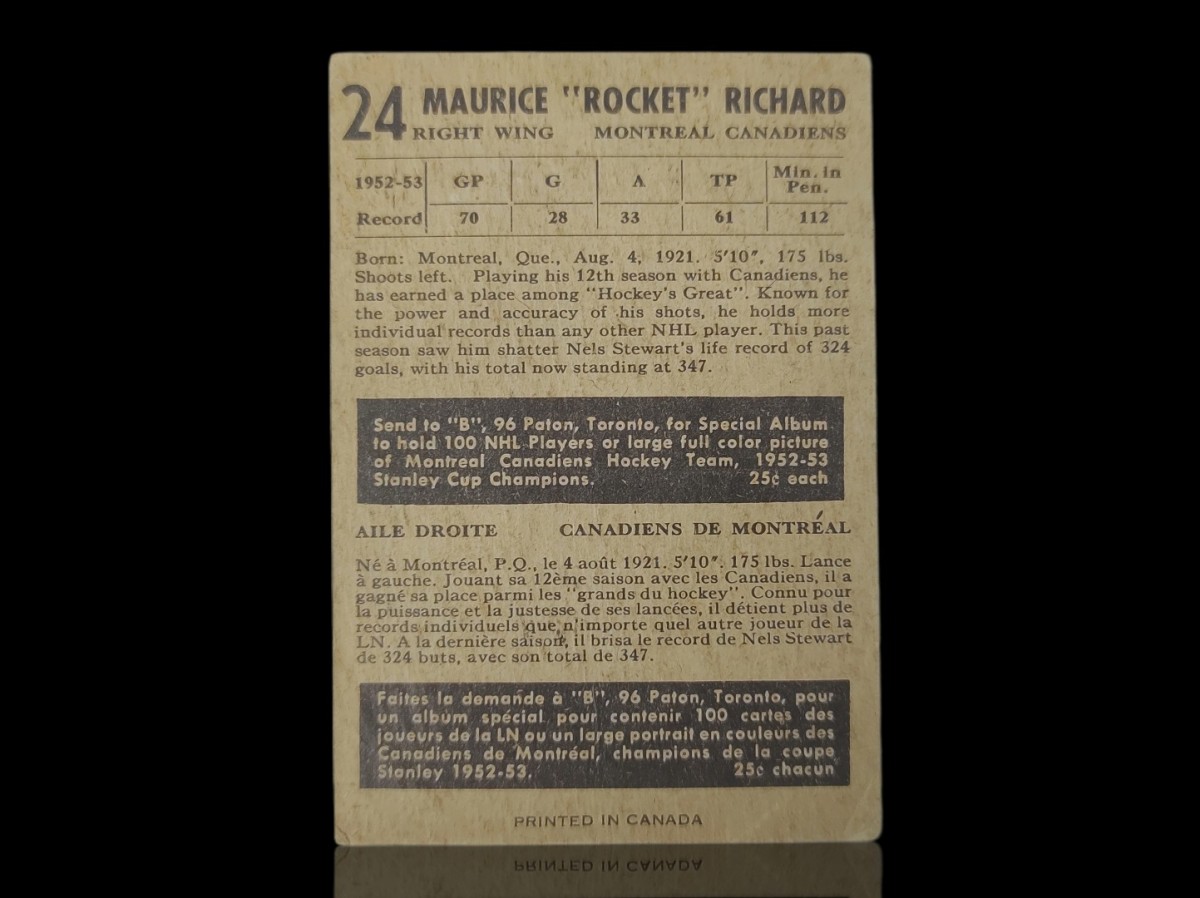 24 MAURICE "ROCKET" RICHARD
RIGHT WING MONTREAL CANADIENS
1952-53 GP G A TP Min. in Pen.
Record 70 28 33 61 112
Born: Montreal, Que., Aug. 4, 1921. 5'10", 175 lbs.
Shoots left. Playing his 12th season with Canadiens, he
has earned a place among "Hockey's Great". Known for
the power and accuracy of his shots, he holds more
individual records than any other NHL player. This past
season saw him shatter Nels Stewart's life record of 324
goals, with his total now standing at 347.
Send to "B", 96 Paton, Toronto, for Special Album
to hold 100 NHL Players or large full color picture
of Montreal Canadiens Hockey Team, 1952-53
Stanley Cup Champions. 25¢ each
AILE DROITE CANADIENS DE MONTRÉAL
Né à Montréal, P.Q., le 4 août 1921. 5'10". 175 lbs. Lance
à gauche. Jouant sa 12ème saison avec les Canadiens, il a
gagné sa place parmi les "grands du hockey". Connu pour
la puissance et la justesse de ses lancées, il détient plus de
records individuels que n'importe quel autre joueur de la
LN. A la dernière saison, il brisa le record de Nels Stewart
de 324 buts, avec son total de 347.
Faites la demande à "B", 96 Paton, Toronto, pour
un album spécial pour contenir 100 cartes des
joueurs de la LN ou un large portrait en couleurs des
Canadiens de Montréal, champions de la coupe
Stanley 1952-53. 25¢ chacun
PRINTED IN CANADA